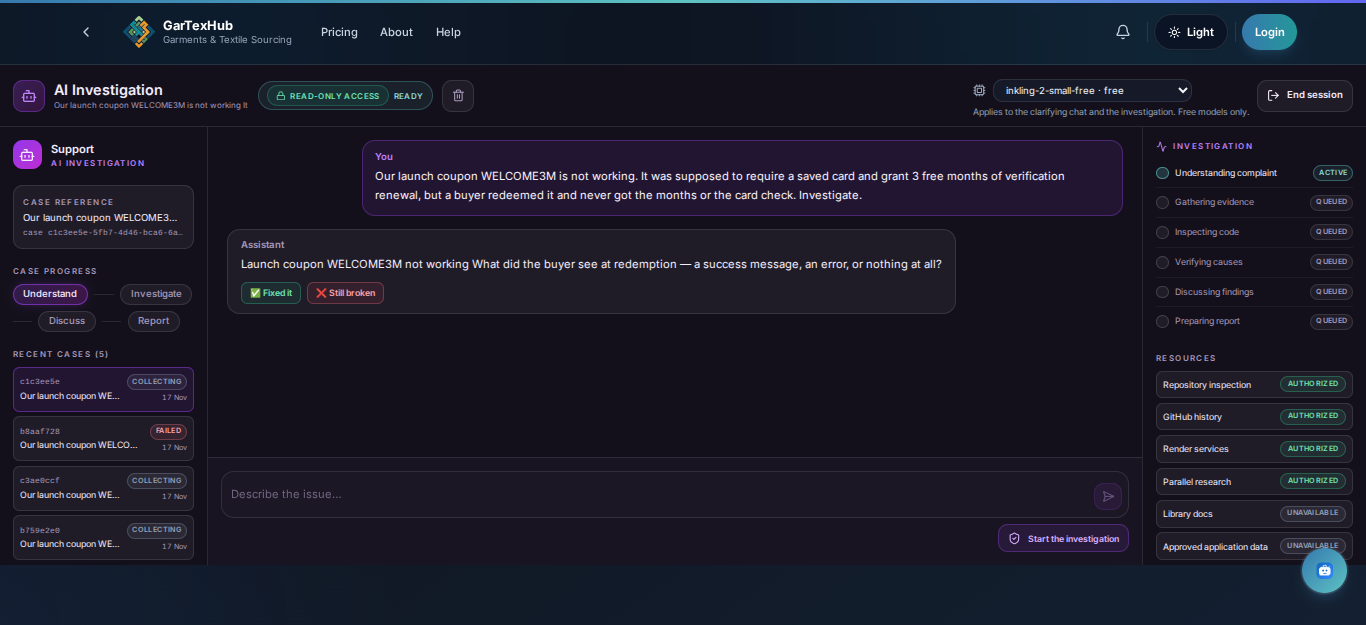 GarTexHub
Garments & Textile Sourcing
Pricing
About
Help
Light
Login
AI Investigation
Our launch coupon WELCOME3M is not working It
READ-ONLY ACCESS
READY
inkling-2-small-free · free
Applies to the clarifying chat and the investigation. Free models only.
End session
Support
AI INVESTIGATION
CASE REFERENCE
Our launch coupon WELCOME3...
case c1c3ee5e-5fb7-4d46-bca6-6a…
CASE PROGRESS
Understand
Investigate
Discuss
Report
RECENT CASES (5)
c1c3ee5e
COLLECTING
Our launch coupon WE...
17 Nov
b8aaf728
FAILED
Our launch coupon WELCO...
17 Nov
c3ae0ccf
COLLECTING
Our launch coupon WE...
17 Nov
b759e2e0
COLLECTING
Our launch coupon WE...
17 Nov
You
Our launch coupon WELCOME3M is not working. It was supposed to require a saved card and grant 3 free months of verification
renewal, but a buyer redeemed it and never got the months or the card check. Investigate.
Assistant
Launch coupon WELCOME3M not working What did the buyer see at redemption — a success message, an error, or nothing at all?
✅ Fixed it
❌ Still broken
Describe the issue...
Start the investigation
INVESTIGATION
Understanding complaint
ACTIVE
Gathering evidence
QUEUED
Inspecting code
QUEUED
Verifying causes
QUEUED
Discussing findings
QUEUED
Preparing report
QUEUED
RESOURCES
Repository inspection
AUTHORIZED
GitHub history
AUTHORIZED
Render services
AUTHORIZED
Parallel research
AUTHORIZED
Library docs
UNAVAILABLE
Approved application data
UNAVAILABLE